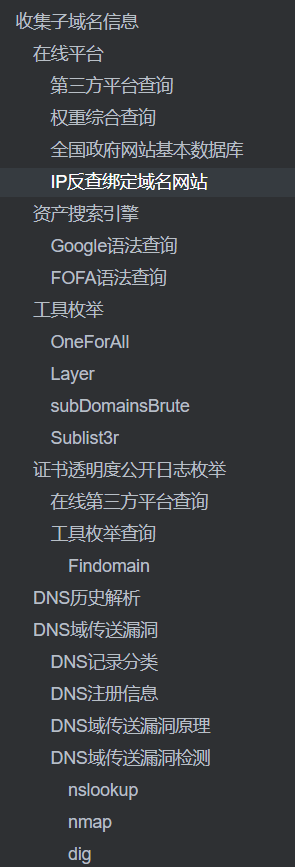 收集子域名信息
在线平台
第三方平台查询
权重综合查询
全国政府网站基本数据库
IP反查绑定域名网站
资产搜索引擎
Google语法查询
FOFA语法查询
工具枚举
OneForAll
Layer
subDomainsBrute
Sublist3r
证书透明度公开日志枚举
在线第三方平台查询
工具枚举查询
Findomain
DNS历史解析
DNS域传送漏洞
DNS记录分类
DNS注册信息
DNS域传送漏洞原理
DNS域传送漏洞检测
nslookup
nmap
dig